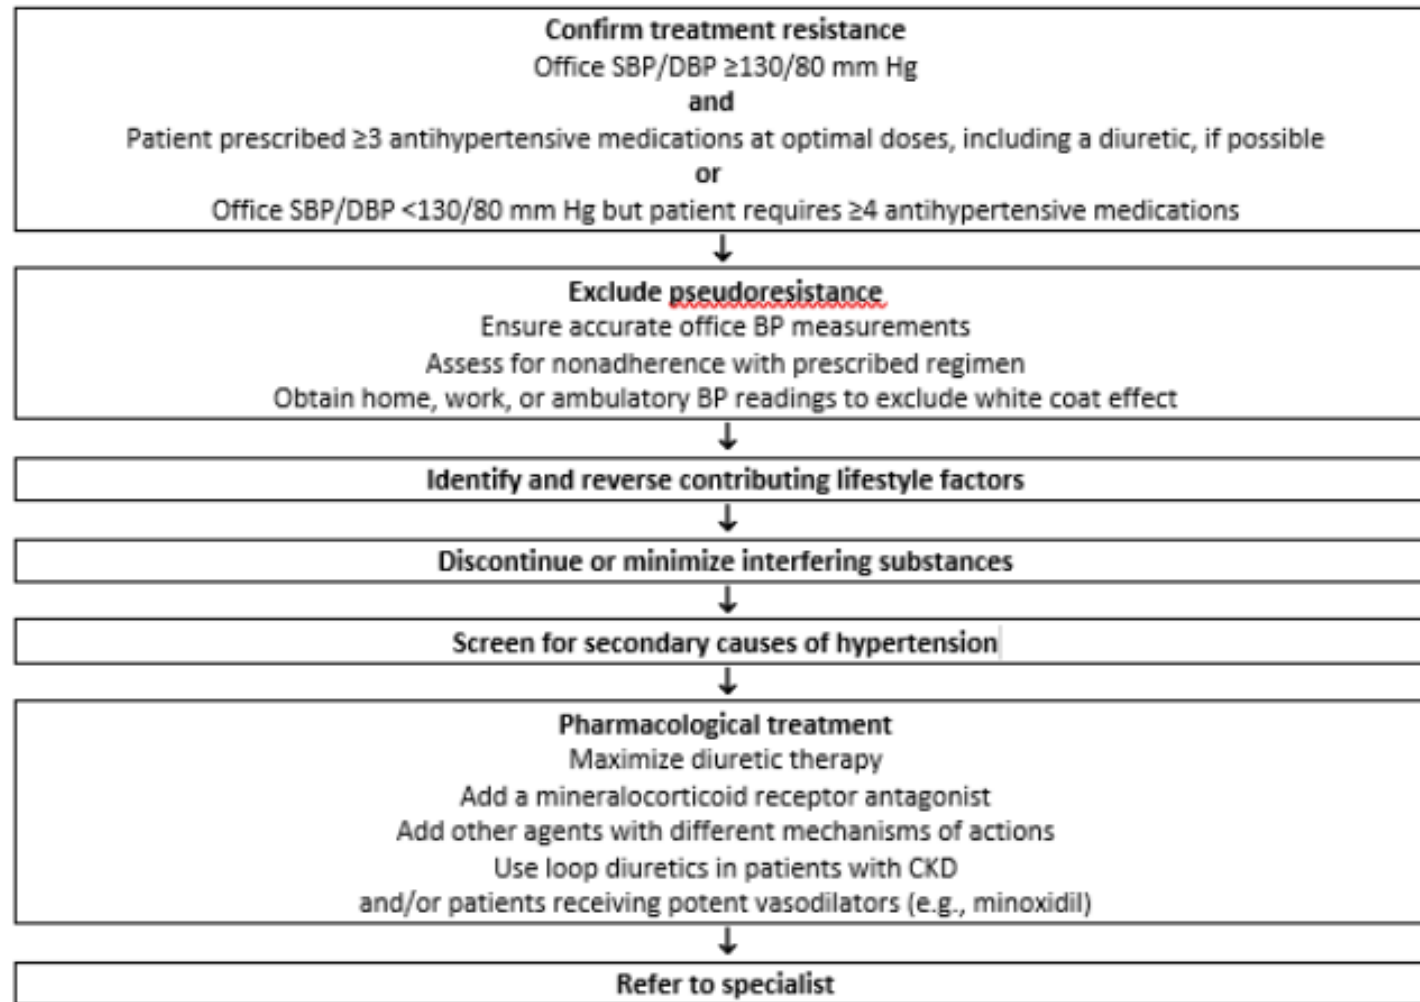 Confirm treatment resistance
Office SBP/DBP ≥130/80 mm Hg
and
Patient prescribed ≥3 antihypertensive medications at optimal doses, including a diuretic, if possible
or
Office SBP/DBP <130/80 mm Hg but patient requires ≥4 antihypertensive medications
↓
Exclude pseudoresistance
Ensure accurate office BP measurements
Assess for nonadherence with prescribed regimen
Obtain home, work, or ambulatory BP readings to exclude white coat effect
↓
Identify and reverse contributing lifestyle factors
↓
Discontinue or minimize interfering substances
↓
Screen for secondary causes of hypertension
↓
Pharmacological treatment
Maximize diuretic therapy
Add a mineralocorticoid receptor antagonist
Add other agents with different mechanisms of actions
Use loop diuretics in patients with CKD
and/or patients receiving potent vasodilators (e.g., minoxidil)
↓
Refer to specialist